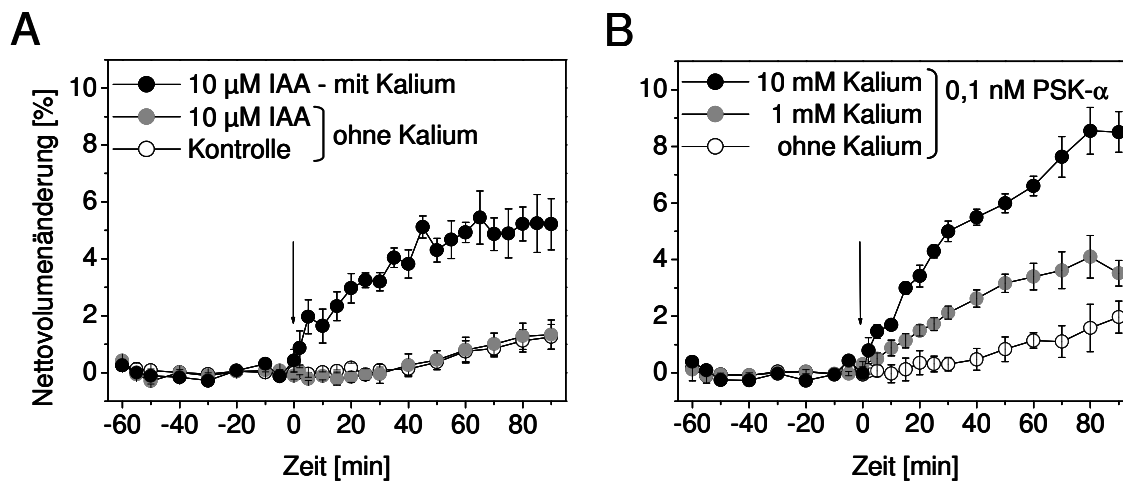 A
10 µM IAA - mit Kalium
10 µM IAA
Kontrolle
ohne Kalium
Nettovolumenänderung [%]
10
8
6
4
2
0
-60 -40 -20 0 20 40 60 80
Zeit [min]
B
10 mM Kalium
1 mM Kalium
ohne Kalium
0,1 nM PSK-α
10
8
6
4
2
0
-60 -40 -20 0 20 40 60 80
Zeit [min]